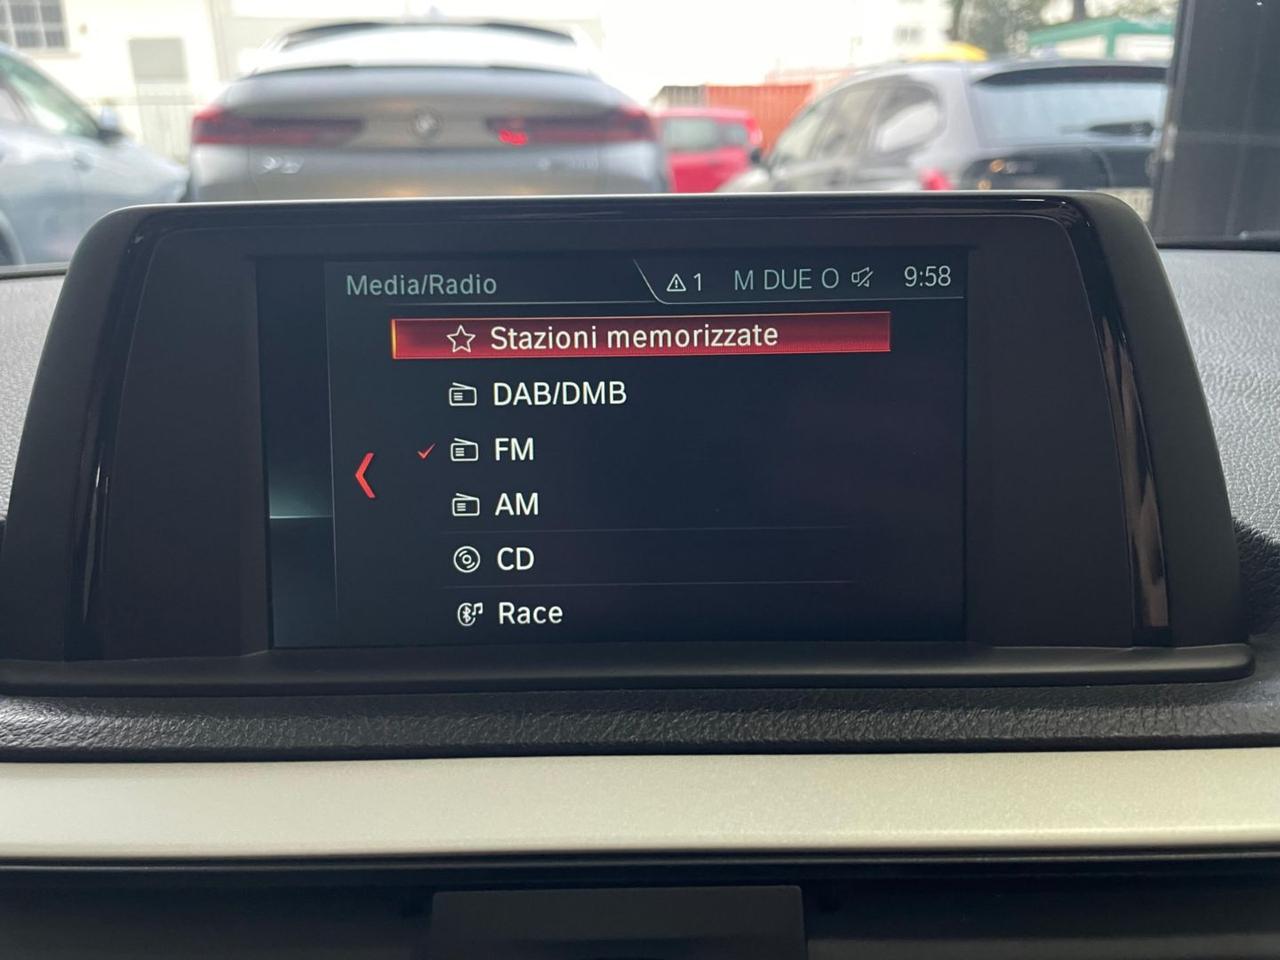 Media/Radio
1 M DUE O 9:58
Stazioni memorizzate
DAB/DMB
FM
AM
CD
Race